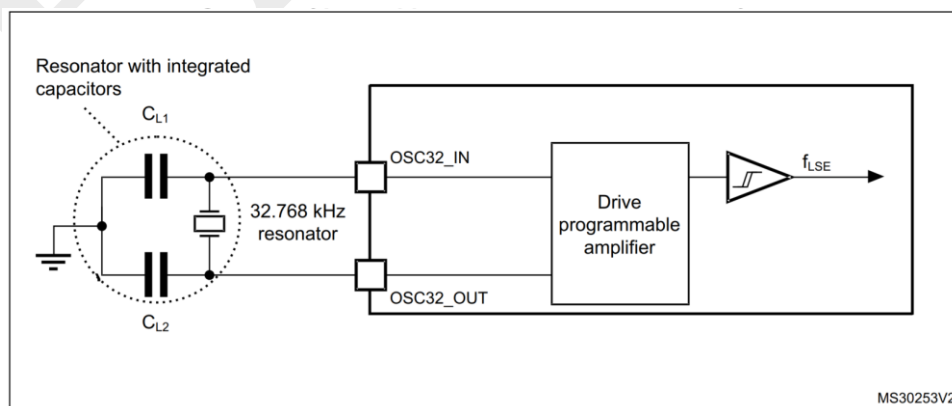 Resonator with integrated
capacitors
CL1
OSC32_IN
fLSE
32.768 kHz
resonator
Drive
programmable
amplifier
OSC32_OUT
CL2
MS30253V2